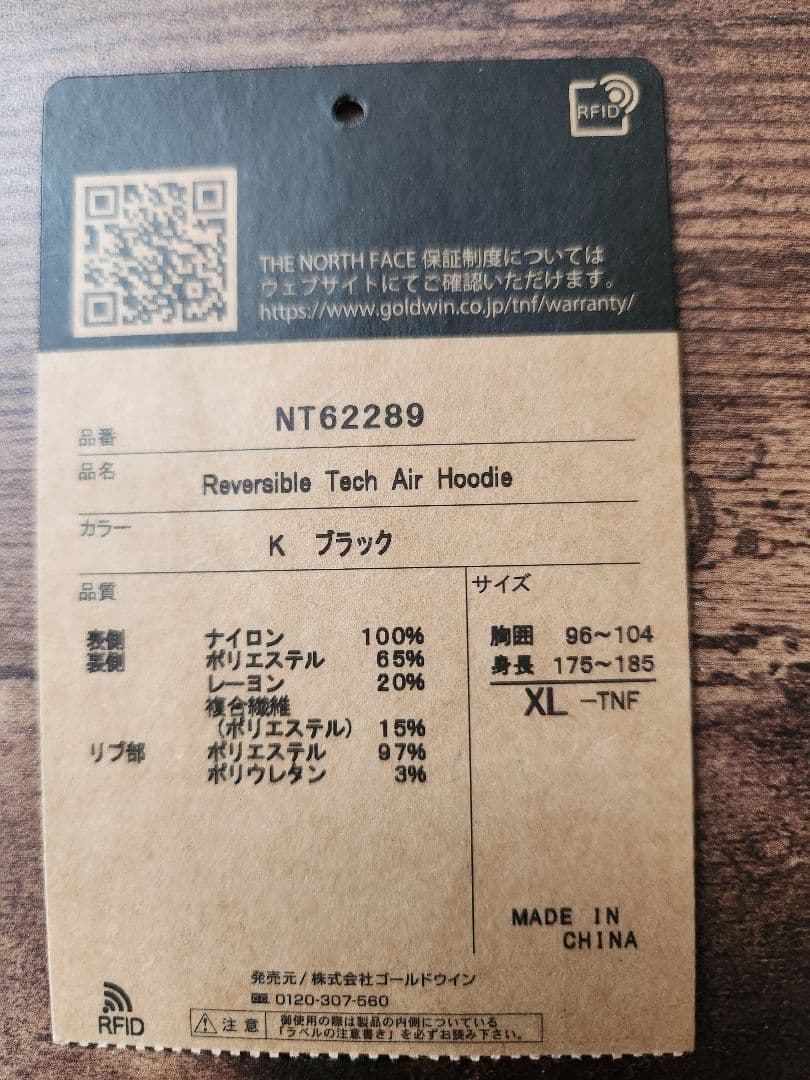 RFID
THE NORTH FACE 保証制度については
ウェブサイトにてご確認いただけます。
https://www.goldwin.co.jp/tnf/warranty/
品番 NT62289
品名 Reversible Tech Air Hoodie
カラー K ブラック
品質
表側 ナイロン 100%
裏側 ポリエステル 65%
レーヨン 20%
複合繊維
(ポリエステル) 15%
リブ部 ポリエステル 97%
ポリウレタン 3%
サイズ
胸囲 96~104
身長 175~185
XL -TNF
MADE IN
CHINA
発売元/株式会社ゴールドウイン
0120-307-560
RFID
注意 御使用の際は製品の内側についている
「ラベルの注意書き」を必ずお読み下さい。